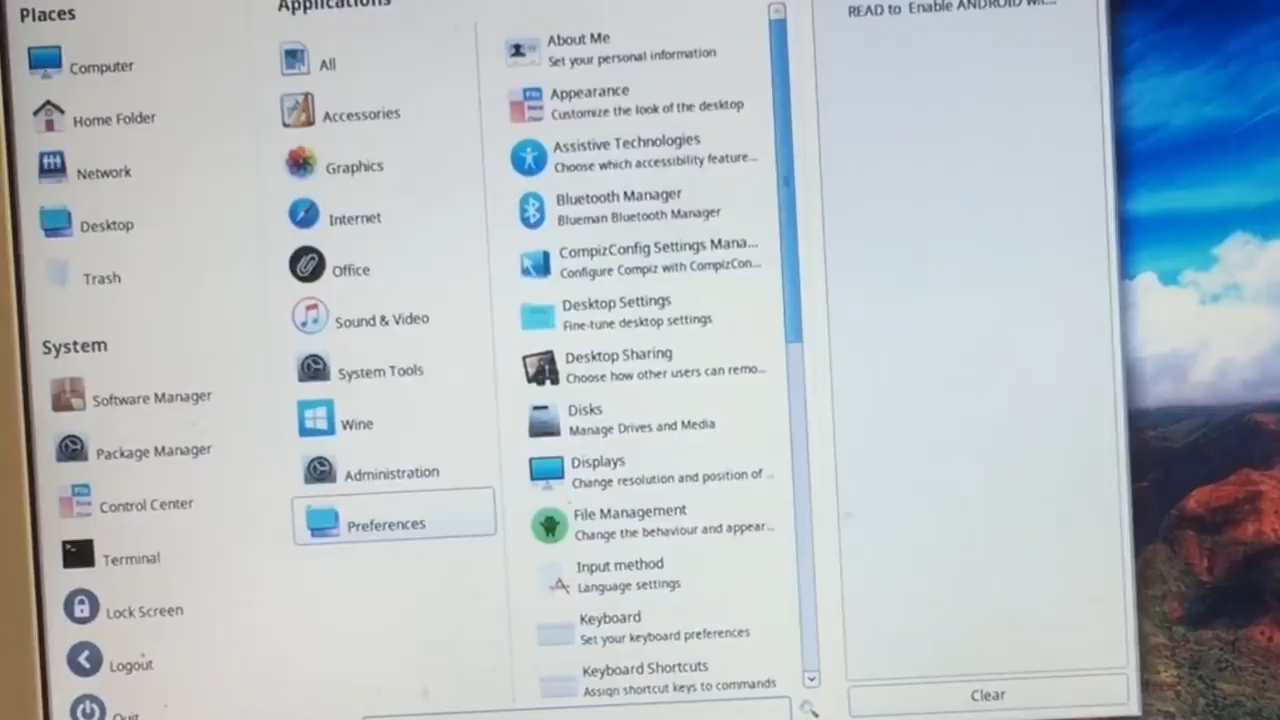 Places
Computer
Home Folder
Network
Desktop
Trash
System
Software Manager
Package Manager
Control Center
Terminal
Lock Screen
Logout
Quit
Applications
All
Accessories
Graphics
Internet
Office
Sound & Video
System Tools
Wine
Administration
Preferences
About Me
Set your personal information
Appearance
Customize the look of the desktop
Assistive Technologies
Choose which accessibility feature...
Bluetooth Manager
Blueman Bluetooth Manager
CompizConfig Settings Mana...
Configure Compiz with CompizCon...
Desktop Settings
Fine-tune desktop settings
Desktop Sharing
Choose how other users can remo...
Disks
Manage Drives and Media
Displays
Change resolution and position of ...
File Management
Change the behaviour and appear...
Input method
Language settings
Keyboard
Set your keyboard preferences
Keyboard Shortcuts
Assign shortcut keys to commands
READ to Enable ANDROID wit...
Clear